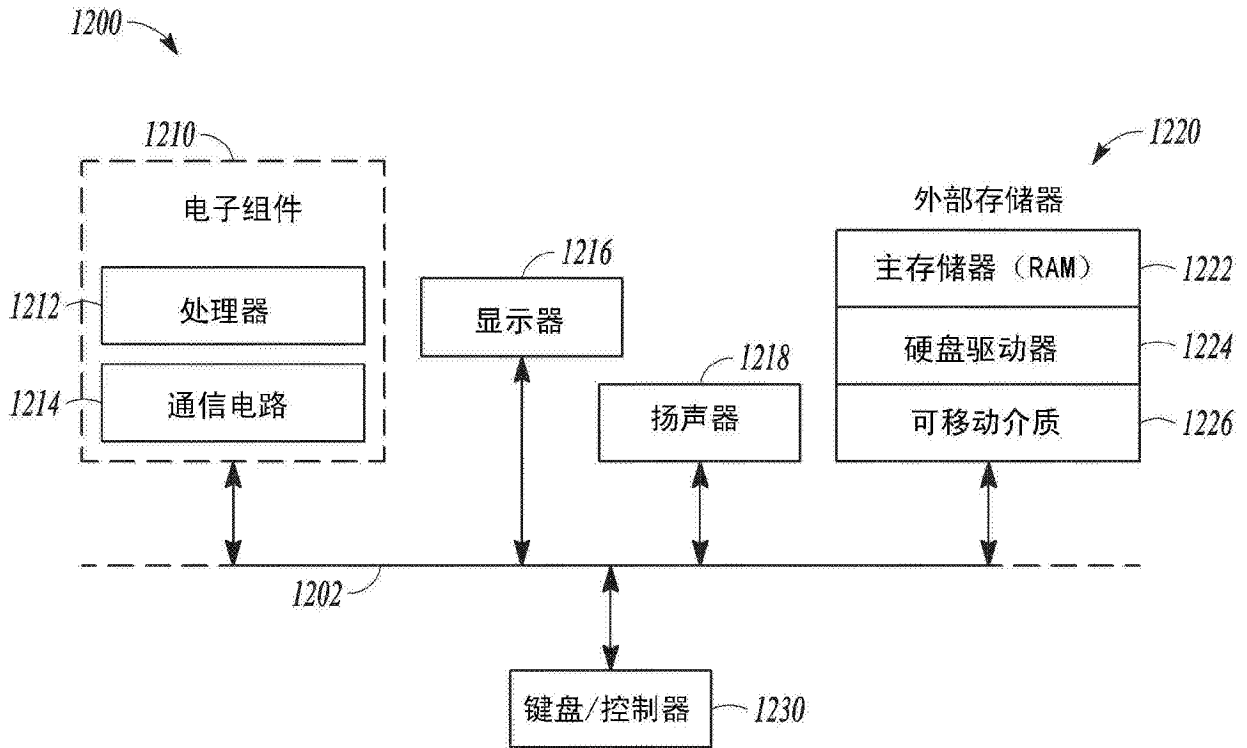 1200
1210
电子组件
1212
处理器
1214
通信电路
1216
显示器
1218
扬声器
1220
外部存储器
主存储器（RAM）
1222
硬盘驱动器
1224
可移动介质
1226
1202
键盘/控制器
1230